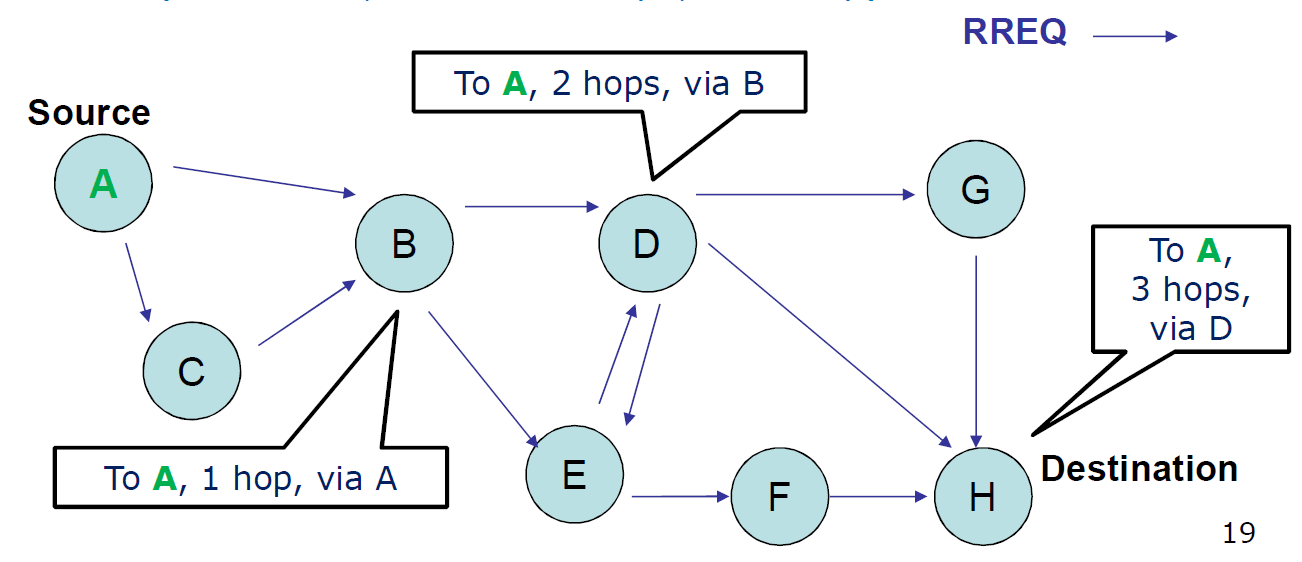 RREQ
To A, 2 hops, via B
Source
A
G
B
D
To A,
3 hops,
via D
C
Destination
To A, 1 hop, via A
E
F
H
19